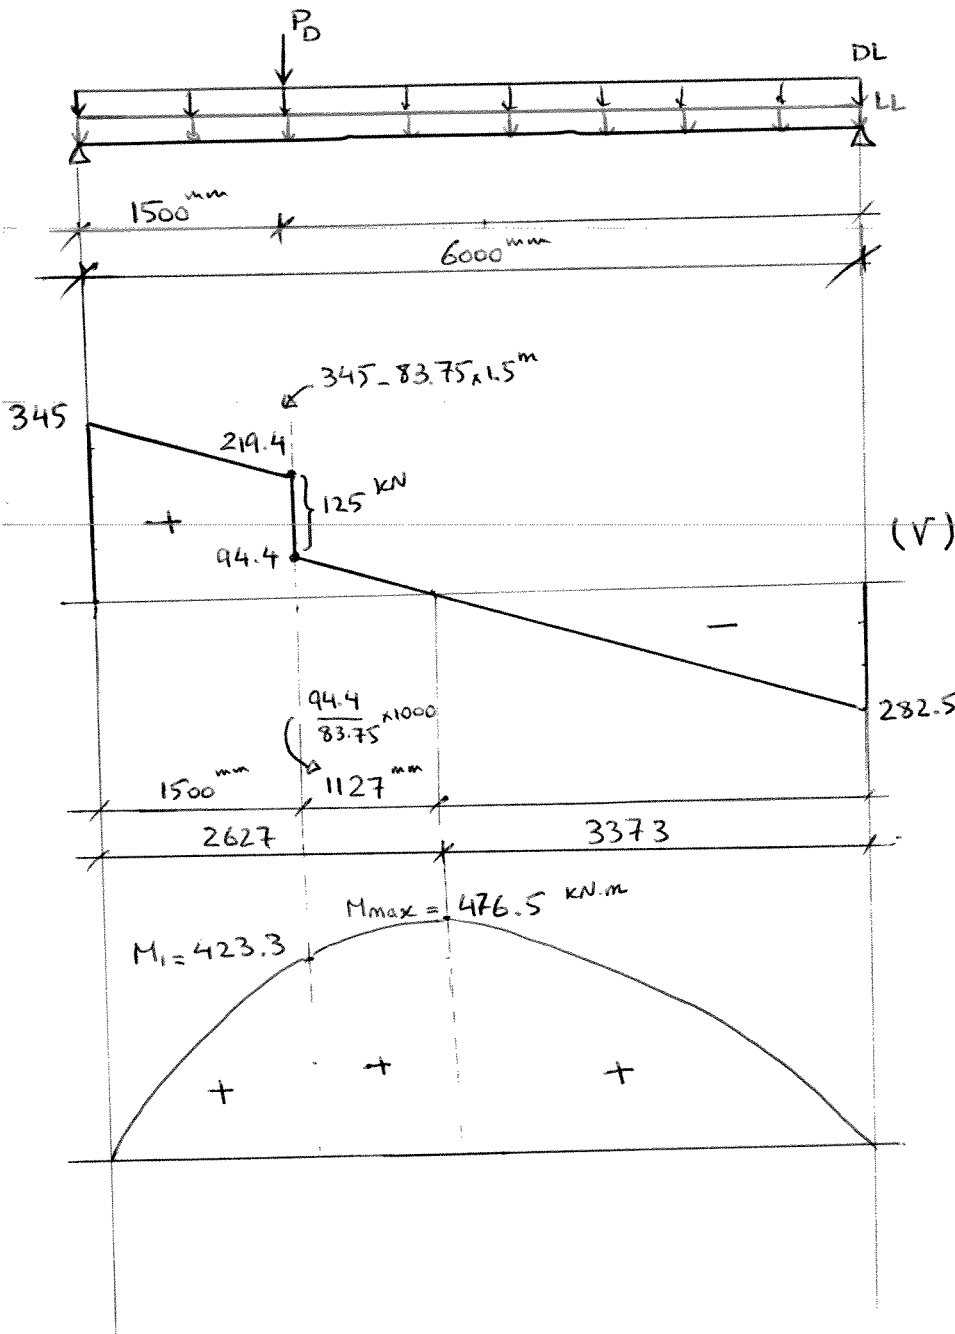 P_D
DL
LL
1500 mm
6000 mm
345 - 83.75 x 1.5 m
345
219.4
125 kN
94.4
(V)
94.4
83.75 x1000
282.5
1500 mm
1127 mm
2627
3373
Mmax = 476.5 kN.m
M₁ = 423.3